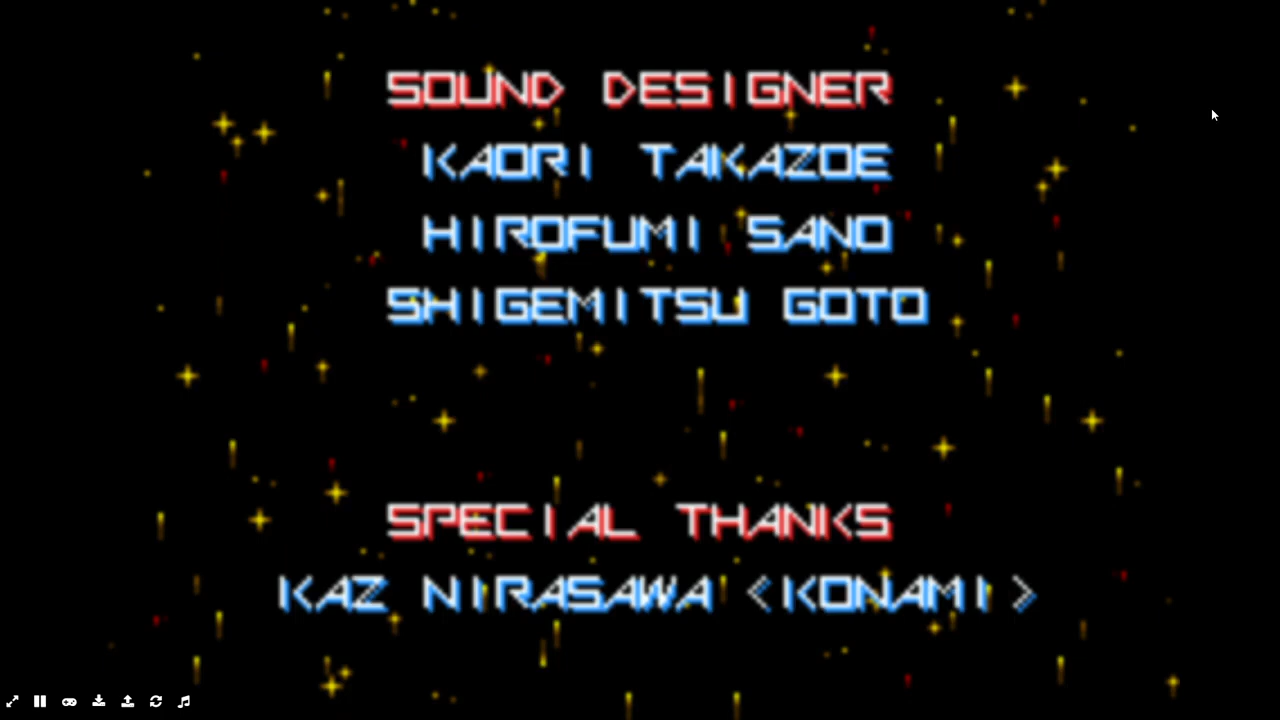 SOUND DESIGNER
KAORI TAKAZOE
HIROFUMI SANO
SHIGEMITSU GOTO
SPECIAL THANKS
KAZ NIRASAWA <KONAMI>